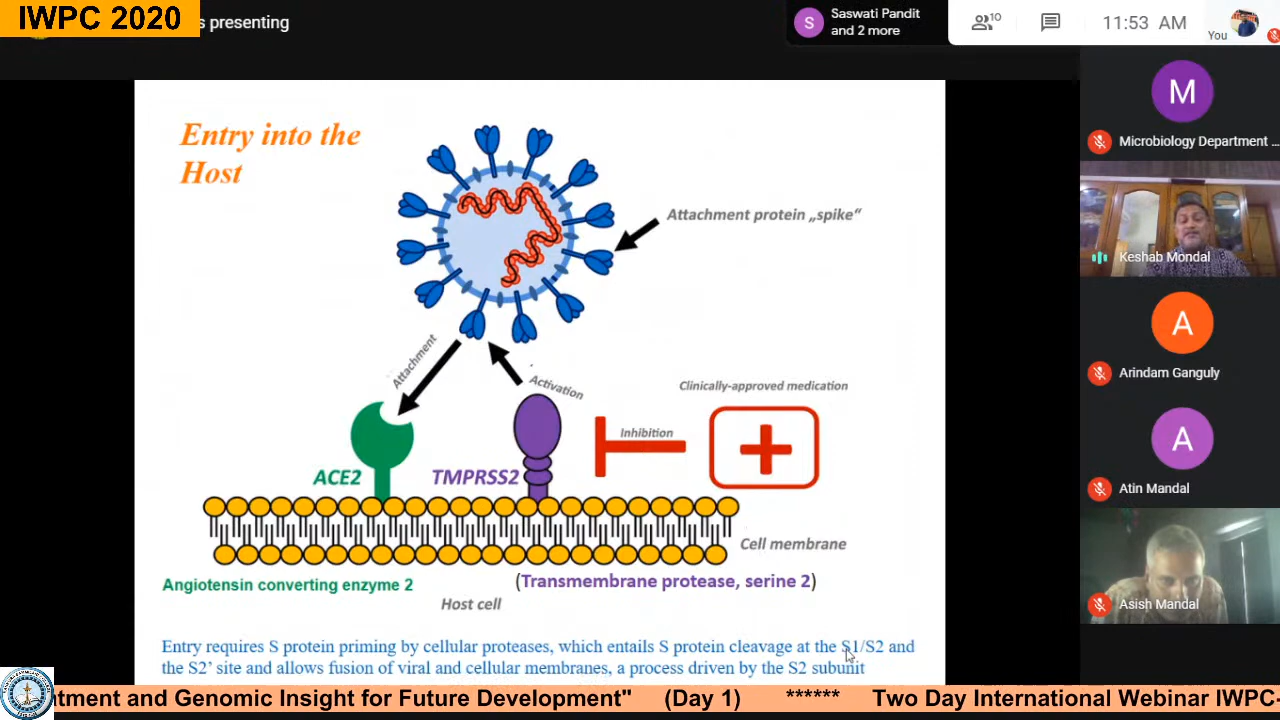 IWPC 2020
s presenting
S
Saswati Pandit
and 2 more
10
11:53 AM
You
Entry into the
Host
Attachment protein „spike“
Attachment
Activation
Clinically-approved medication
Inhibition
ACE2
TMPRSS2
Cell membrane
Angiotensin converting enzyme 2
(Transmembrane protease, serine 2)
Host cell
Entry requires S protein priming by cellular proteases, which entails S protein cleavage at the S1/S2 and
the S2’ site and allows fusion of viral and cellular membranes, a process driven by the S2 subunit
M
Microbiology Department ...
Keshab Mondal
A
Arindam Ganguly
A
Atin Mandal
Asish Mandal
atment and Genomic Insight for Future Development" (Day 1) ****** Two Day International Webinar IWPC-